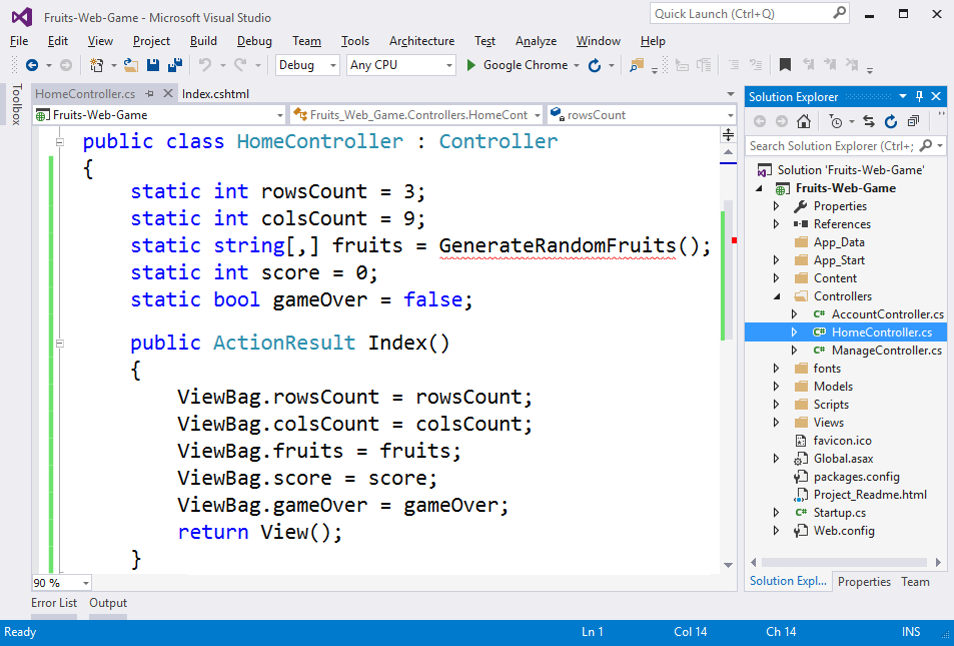 Fruits-Web-Game - Microsoft Visual Studio
Quick Launch (Ctrl+Q)
File Edit View Project Build Debug Team Tools Architecture Test Analyze Window Help
Debug Any CPU Google Chrome
Toolbox
HomeController.cs Index.cshtml
Fruits-Web-Game Fruits_Web_Game.Controllers.HomeCont rowsCount
public class HomeController : Controller
{
static int rowsCount = 3;
static int colsCount = 9;
static string[,] fruits = GenerateRandomFruits();
static int score = 0;
static bool gameOver = false;
public ActionResult Index()
{
ViewBag.rowsCount = rowsCount;
ViewBag.colsCount = colsCount;
ViewBag.fruits = fruits;
ViewBag.score = score;
ViewBag.gameOver = gameOver;
return View();
}
90 %
Error List Output
Solution Explorer
Search Solution Explorer (Ctrl+;
Solution 'Fruits-Web-Game'
Fruits-Web-Game
Properties
References
App_Data
App_Start
Content
Controllers
C# AccountController.cs
C# HomeController.cs
C# ManageController.cs
fonts
Models
Scripts
Views
favicon.ico
Global.asax
packages.config
Project_Readme.html
C# Startup.cs
Web.config
Solution Expl... Properties Team
Ready Ln 1 Col 14 Ch 14 INS